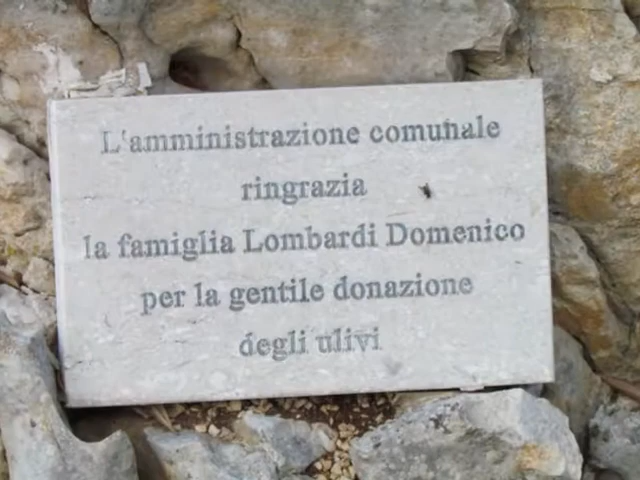 L'amministrazione comunale
ringrazia
la famiglia Lombardi Domenico
per la gentile donazione
degli ulivi